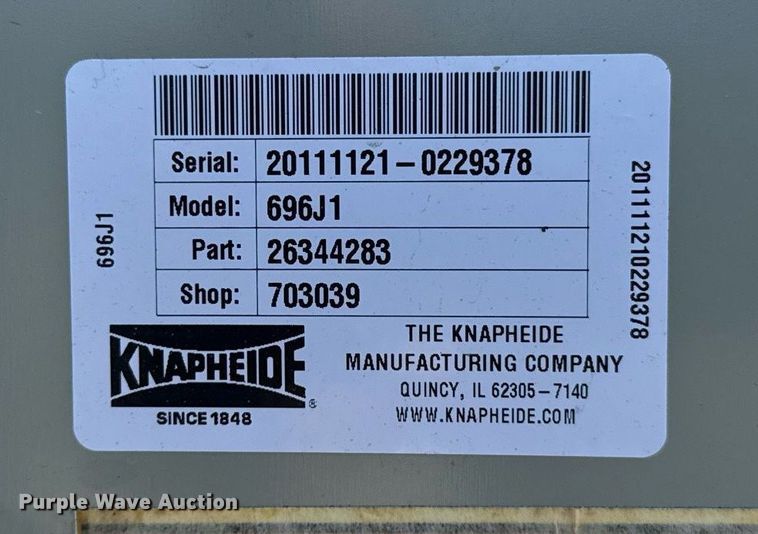 Serial: 20111121-0229378
Model: 696J1
Part: 26344283
Shop: 703039
696J1
201111210229378
KNAPHEIDE®
SINCE 1848
THE KNAPHEIDE
MANUFACTURING COMPANY
QUINCY, IL 62305-7140
WWW.KNAPHEIDE.COM
Purple Wave Auction